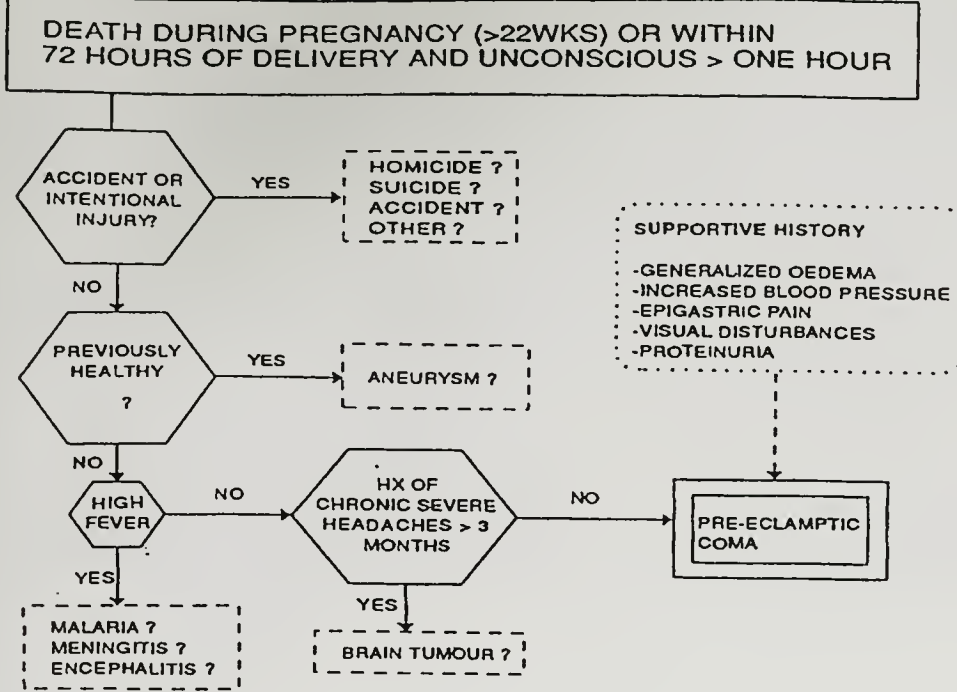 DEATH DURING PREGNANCY (>22WKS) OR WITHIN
72 HOURS OF DELIVERY AND UNCONSCIOUS > ONE HOUR
ACCIDENT OR
INTENTIONAL
INJURY?
YES
HOMICIDE ?
SUICIDE ?
ACCIDENT ?
OTHER ?
SUPPORTIVE HISTORY
-GENERALIZED OEDEMA
-INCREASED BLOOD PRESSURE
-EPIGASTRIC PAIN
-VISUAL DISTURBANCES
-PROTEINURIA
NO
PREVIOUSLY
HEALTHY
?
YES
ANEURYSM ?
NO
HIGH
FEVER
NO
HX OF
CHRONIC SEVERE
HEADACHES > 3
MONTHS
NO
PRE-ECLAMPTIC
COMA
YES
MALARIA ?
MENINGITIS ?
ENCEPHALITIS ?
YES
BRAIN TUMOUR ?